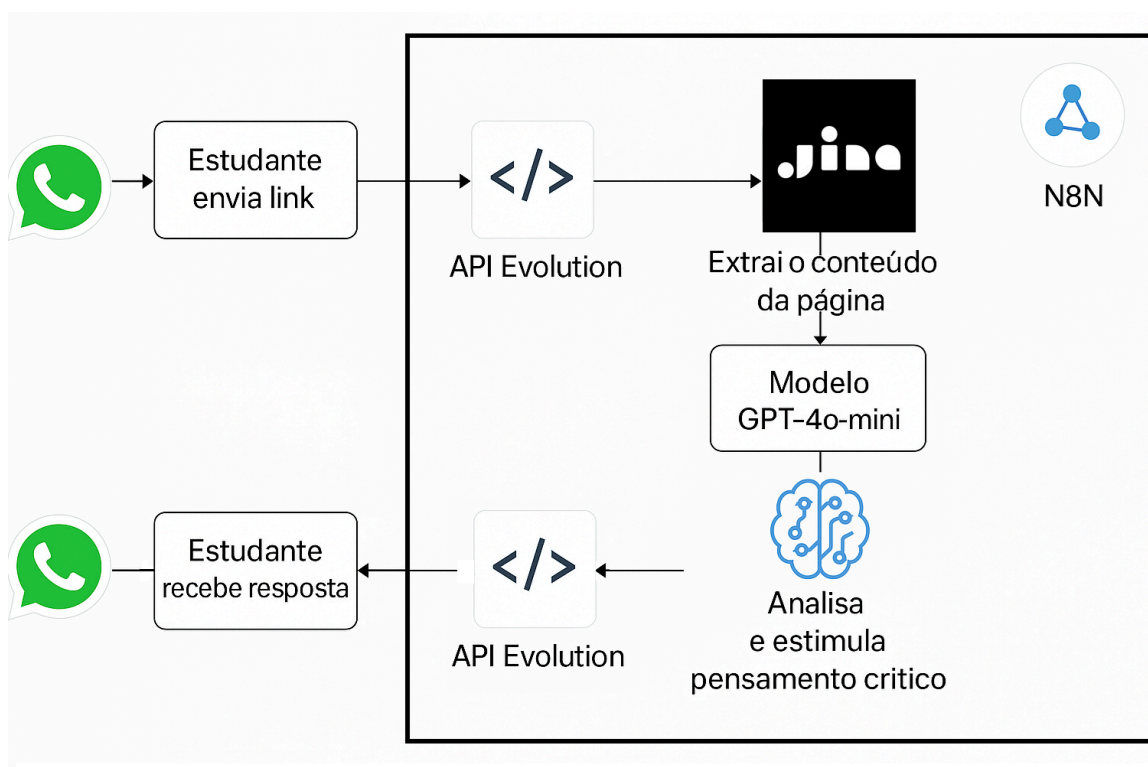 Estudante
envia link
API Evolution
jina
Extrai o conteúdo
da página
N8N
Modelo
GPT-4o-mini
Analisa
e estimula
pensamento critico
API Evolution
Estudante
recebe resposta